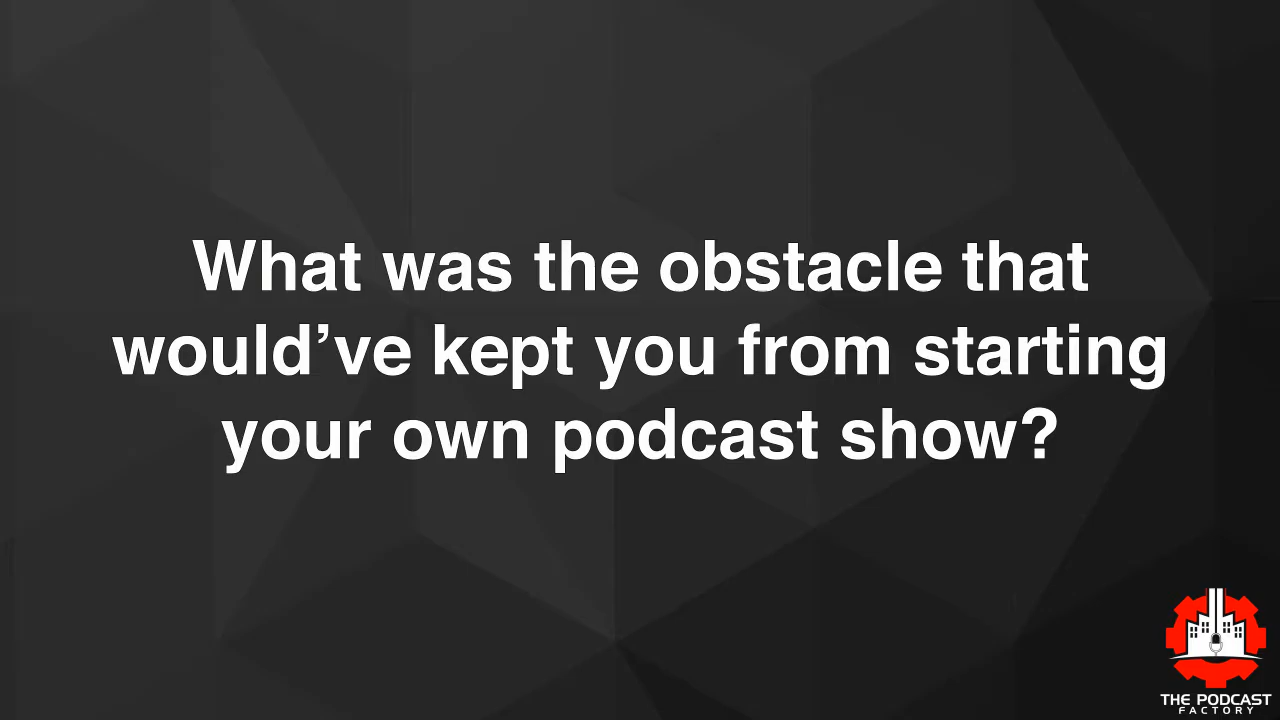 What was the obstacle that
would’ve kept you from starting
your own podcast show?
THE PODCAST
FACTORY